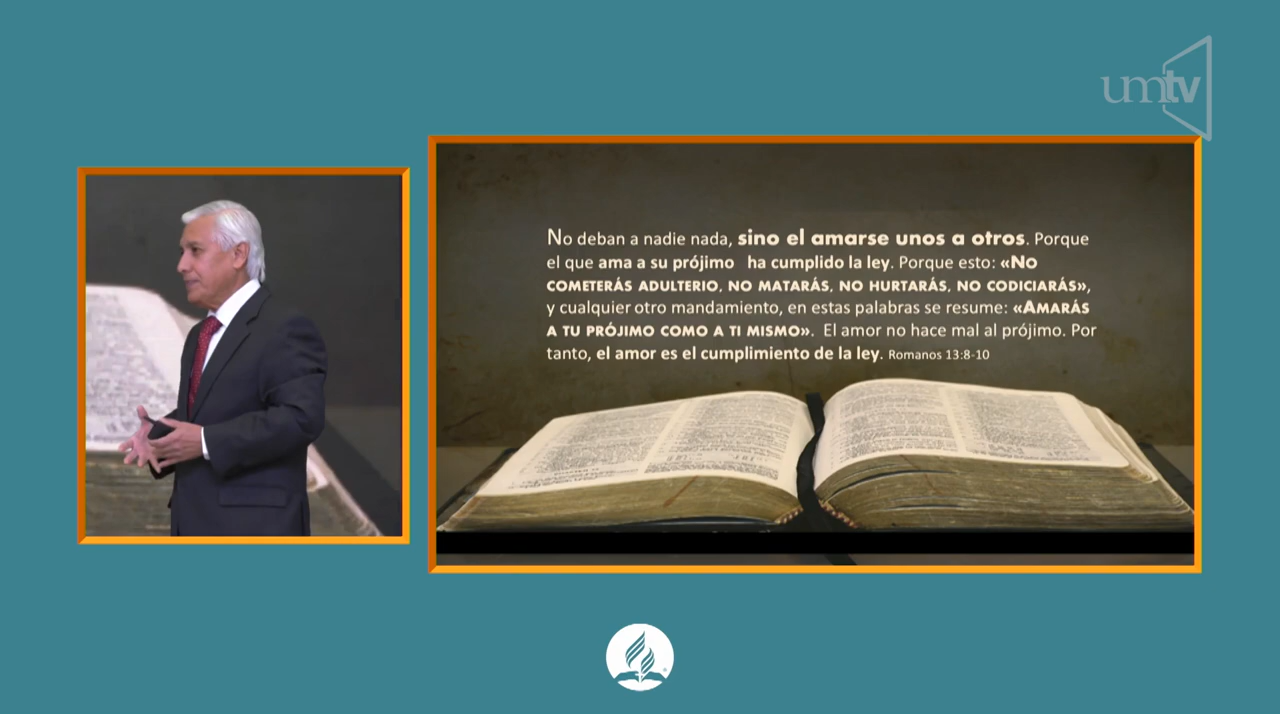 umtv
No deban a nadie nada, sino el amarse unos a otros. Porque
el que ama a su prójimo ha cumplido la ley. Porque esto: «No
COMETERÁS ADULTERIO, NO MATARÁS, NO HURTARÁS, NO CODICIARÁS»,
y cualquier otro mandamiento, en estas palabras se resume: «AMARÁS
A TU PRÓJIMO COMO A TI MISMO». El amor no hace mal al prójimo. Por
tanto, el amor es el cumplimiento de la ley. Romanos 13:8-10